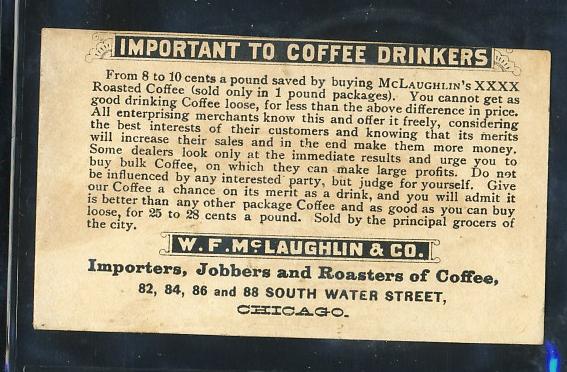 IMPORTANT TO COFFEE DRINKERS
From 8 to 10 cents a pound saved by buying McLaughlin's XXXX
Roasted Coffee (sold only in 1 pound packages). You cannot get as
good drinking Coffee loose, for less than the above difference in price.
All enterprising merchants know this and offer it freely, considering
the best interests of their customers and knowing that its merits
will increase their sales and in the end make them more money.
Some dealers look only at the immediate results and urge you to
buy bulk Coffee, on which they can make large profits. Do not
be influenced by any interested party, but judge for yourself. Give
our Coffee a chance on its merit as a drink, and you will admit it
is better than any other package Coffee and as good as you can buy
loose, for 25 to 28 cents a pound. Sold by the principal grocers of
the city.
W. F. McLAUGHLIN & CO.
Importers, Jobbers and Roasters of Coffee,
82, 84, 86 and 88 SOUTH WATER STREET,
CHICAGO.